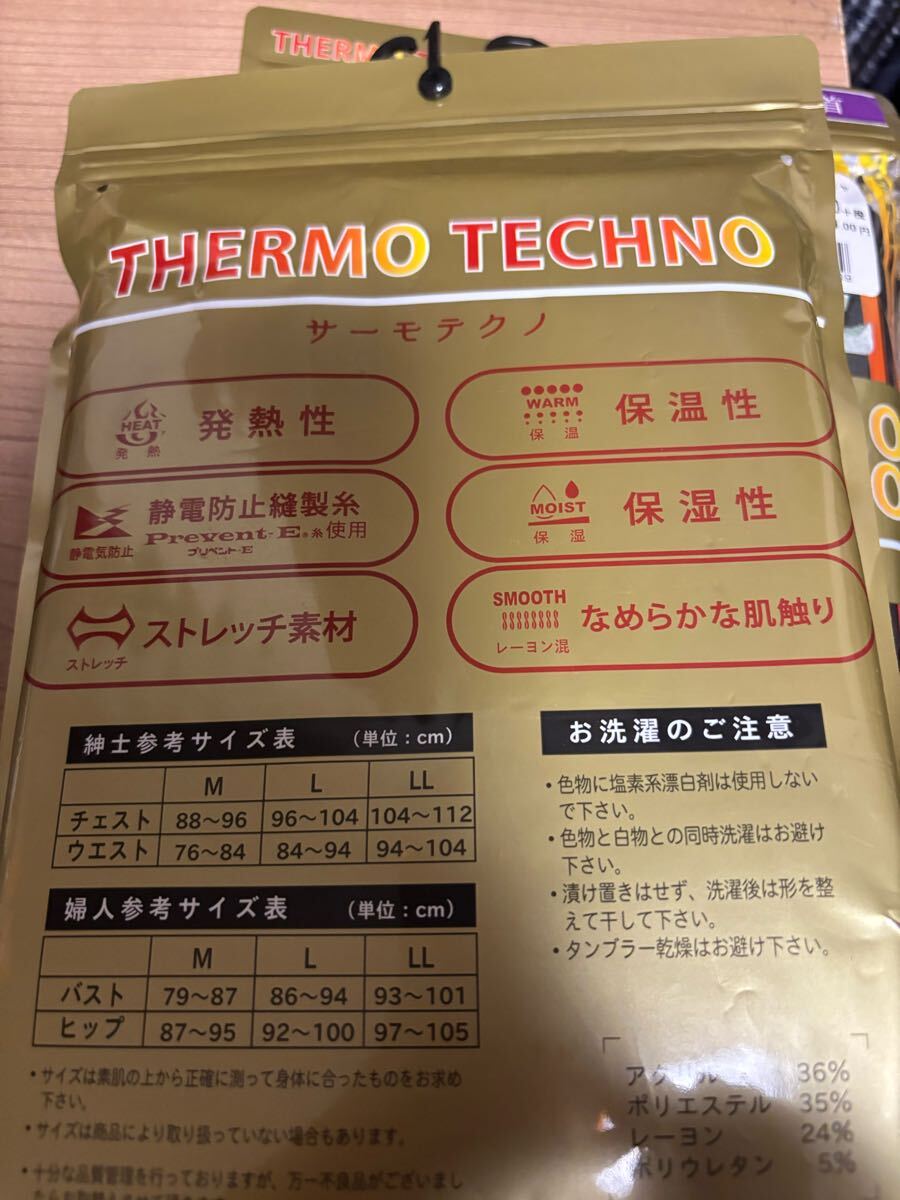 THERM
首
THERMO TECHNO
サーモテクノ
HEAT
発熱
発熱性
WARM
保温
保温性
静電気防止
静電防止縫製糸
Prevent-E®糸使用
プリベント-E
MOIST
保湿
保湿性
ストレッチ
ストレッチ素材
SMOOTH
レーヨン混
なめらかな肌触り
紳士参考サイズ表 (単位:cm)
M L LL
チェスト 88〜96 96〜104 104〜112
ウエスト 76〜84 84〜94 94〜104
婦人参考サイズ表 (単位:cm)
M L LL
バスト 79〜87 86〜94 93〜101
ヒップ 87〜95 92〜100 97〜105
・サイズは素肌の上から正確に測って身体に合ったものをお求め
下さい。
・サイズは商品により取り扱っていない場合もあります。
・十分な品質管理を行っておりますが、万一不良品がございまし
お洗濯のご注意
・色物に塩素系漂白剤は使用しない
で下さい。
・色物と白物との同時洗濯はお避け
下さい。
・漬け置きはせず、洗濯後は形を整
えて干して下さい。
・タンブラー乾燥はお避け下さい。
アクリル 36%
ポリエステル 35%
レーヨン 24%
ポリウレタン 5%